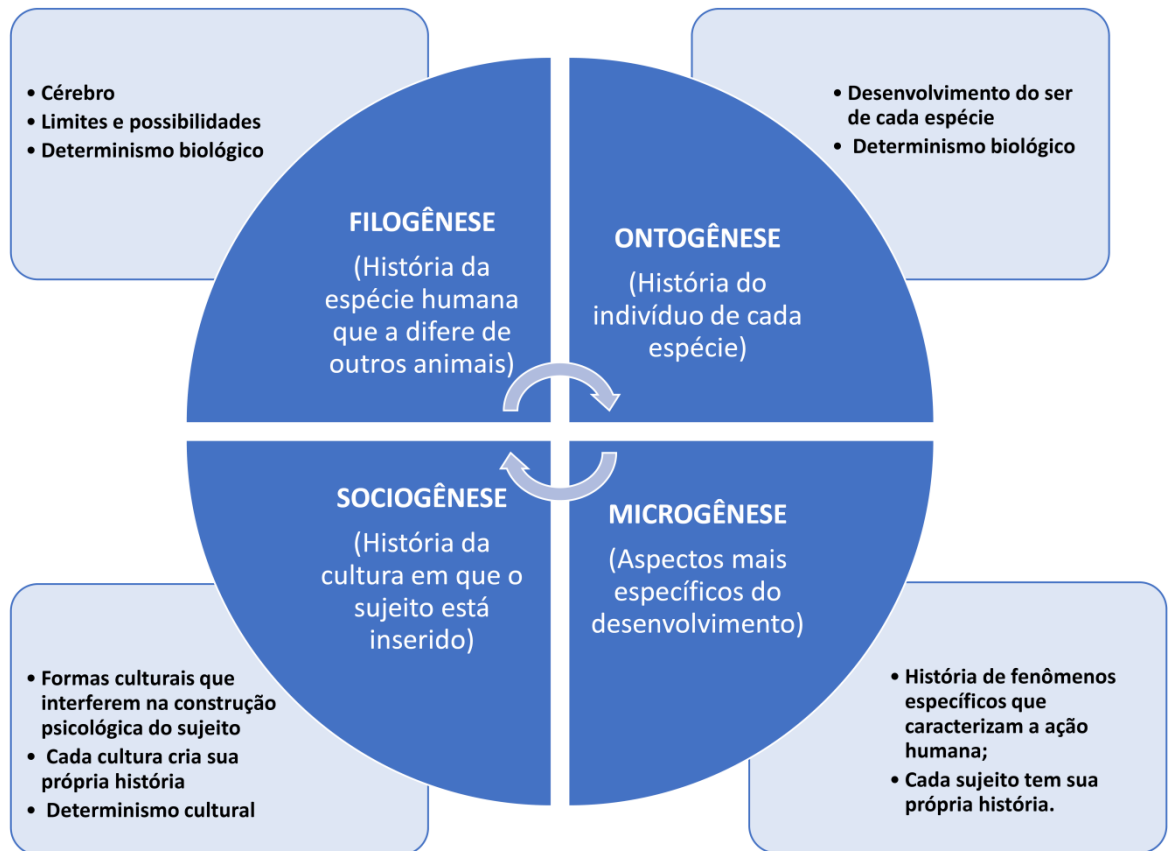 • Cérebro
• Limites e possibilidades
• Determinismo biológico
FILOGÊNESE
(História da
espécie humana
que a difere de
outros animais)
• Desenvolvimento do ser
de cada espécie
• Determinismo biológico
ONTOGÊNESE
(História do
indivíduo de cada
espécie)
SOCIOGÊNESE
(História da
cultura em que o
sujeito está
inserido)
• Formas culturais que
interferem na construção
psicológica do sujeito
• Cada cultura cria sua
própria história
• Determinismo cultural
MICROGÊNESE
(Aspectos mais
específicos do
desenvolvimento)
• História de fenômenos
específicos que
caracterizam a ação
humana;
• Cada sujeito tem sua
própria história.